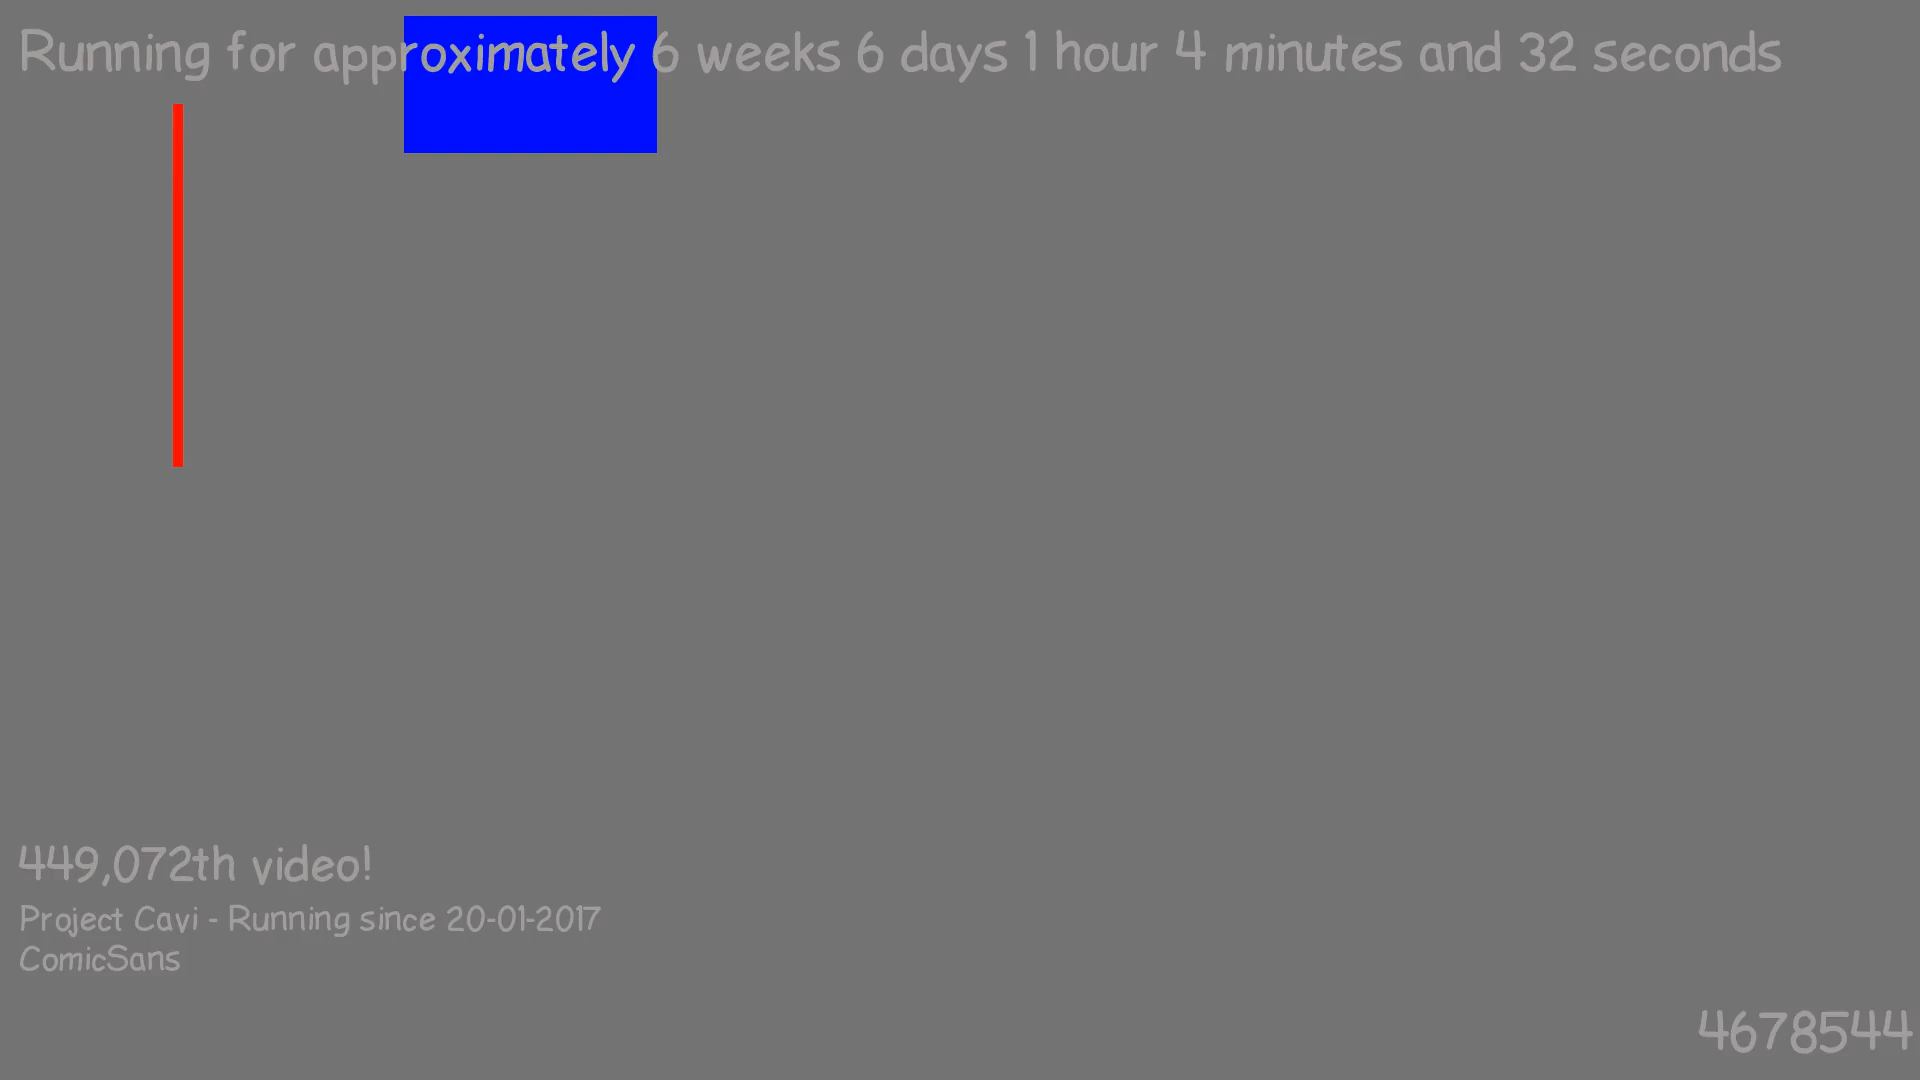 Running for approximately 6 weeks 6 days 1 hour 4 minutes and 32 seconds
449,072th video!
Project Cavi - Running since 20-01-2017
ComicSans
4678544